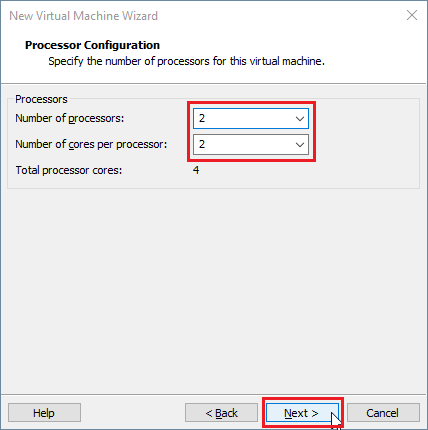 New Virtual Machine Wizard
Processor Configuration
Specify the number of processors for this virtual machine.
Processors
Number of processors: 2
Number of cores per processor: 2
Total processor cores: 4
Help < Back Next > Cancel